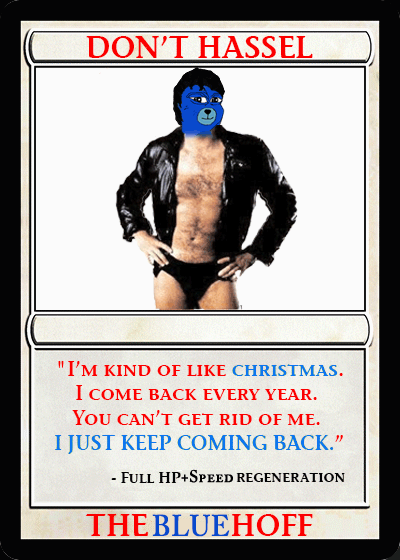 DON'T HASSEL
"I'm kind of like christmas.
I come back every year.
You can't get rid of me.
I just keep coming back."
- Full HP+Speed regeneration
THEBLUEHOFF